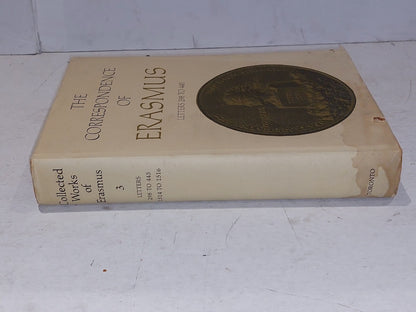 THE
CORRESPONDENCE
OF
ERASMUS
LETTERS 298 TO 445
Collected
Works
of
Erasmus
3
LETTERS
298 TO 445
1514 TO 1516
TORONTO